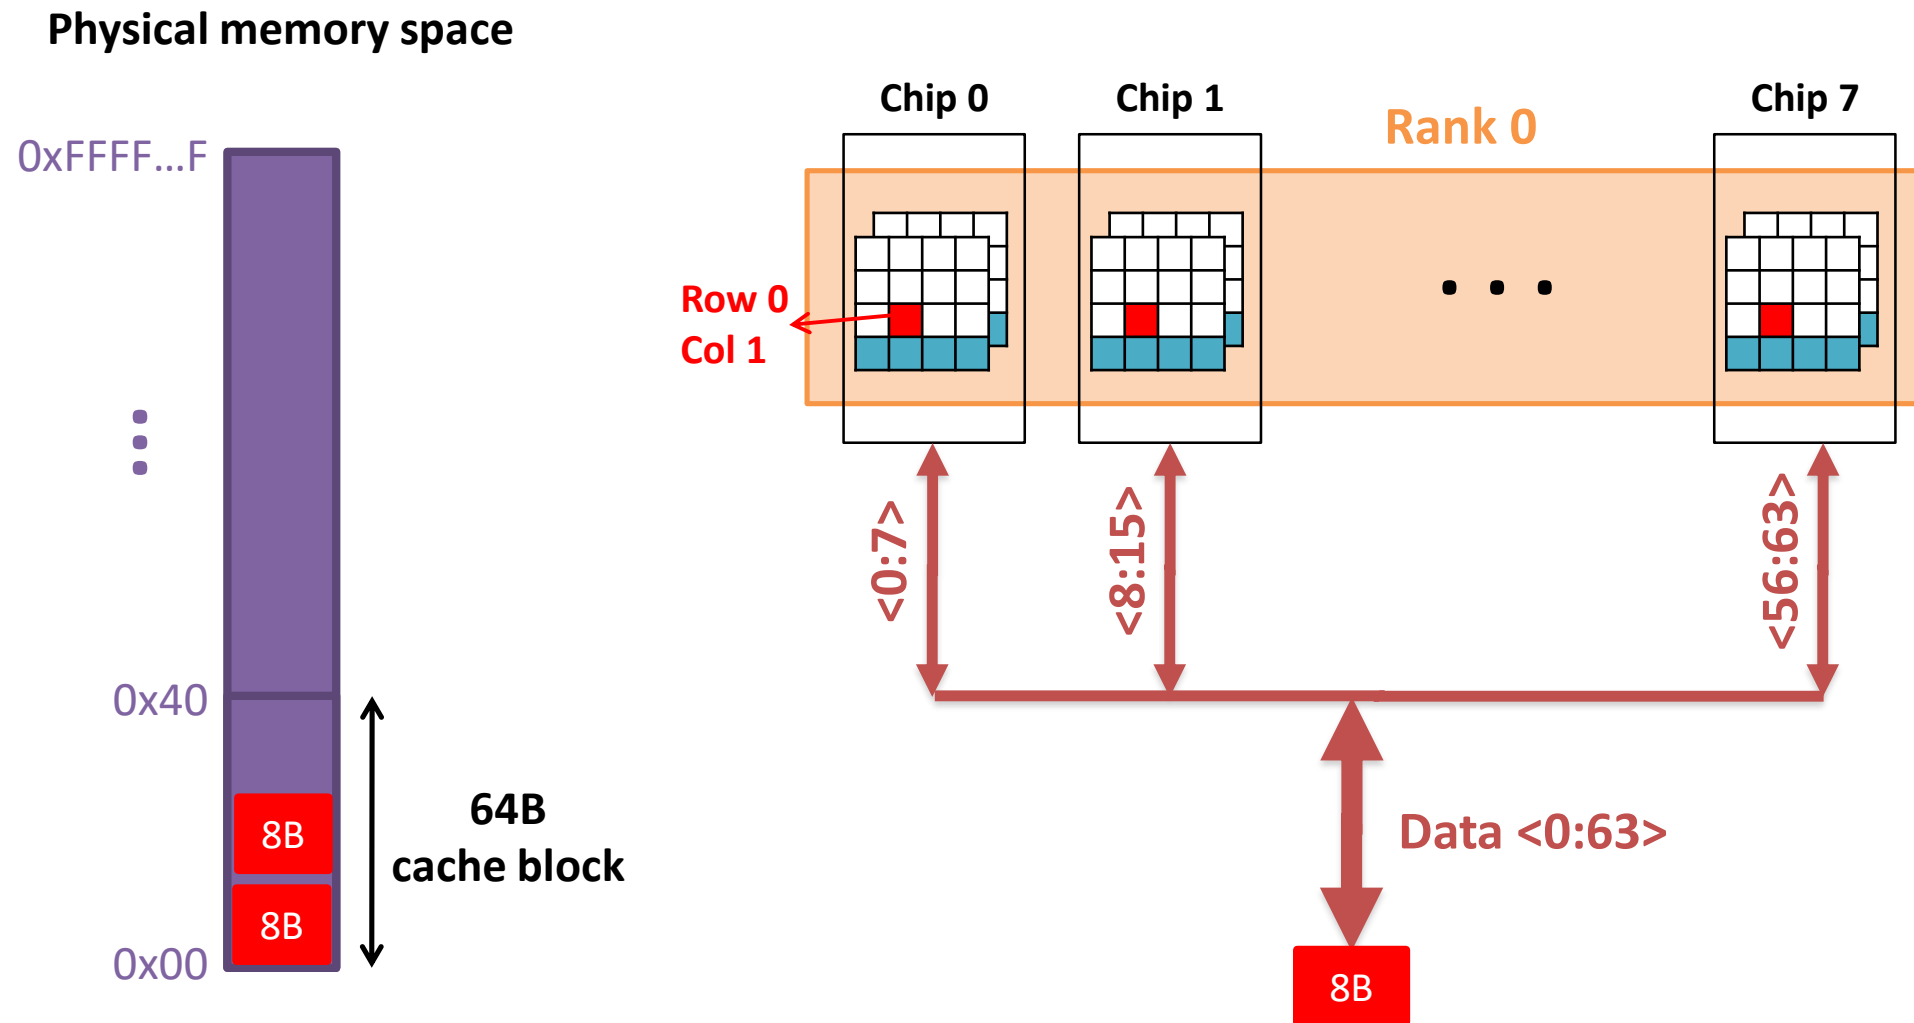 Physical memory space
Chip 0
Chip 1
Chip 7
Rank 0
0xFFFF...F
Row 0
Col 1
<0:7>
<8:15>
<56:63>
0x40
64B
cache block
8B
8B
0x00
Data <0:63>
8B